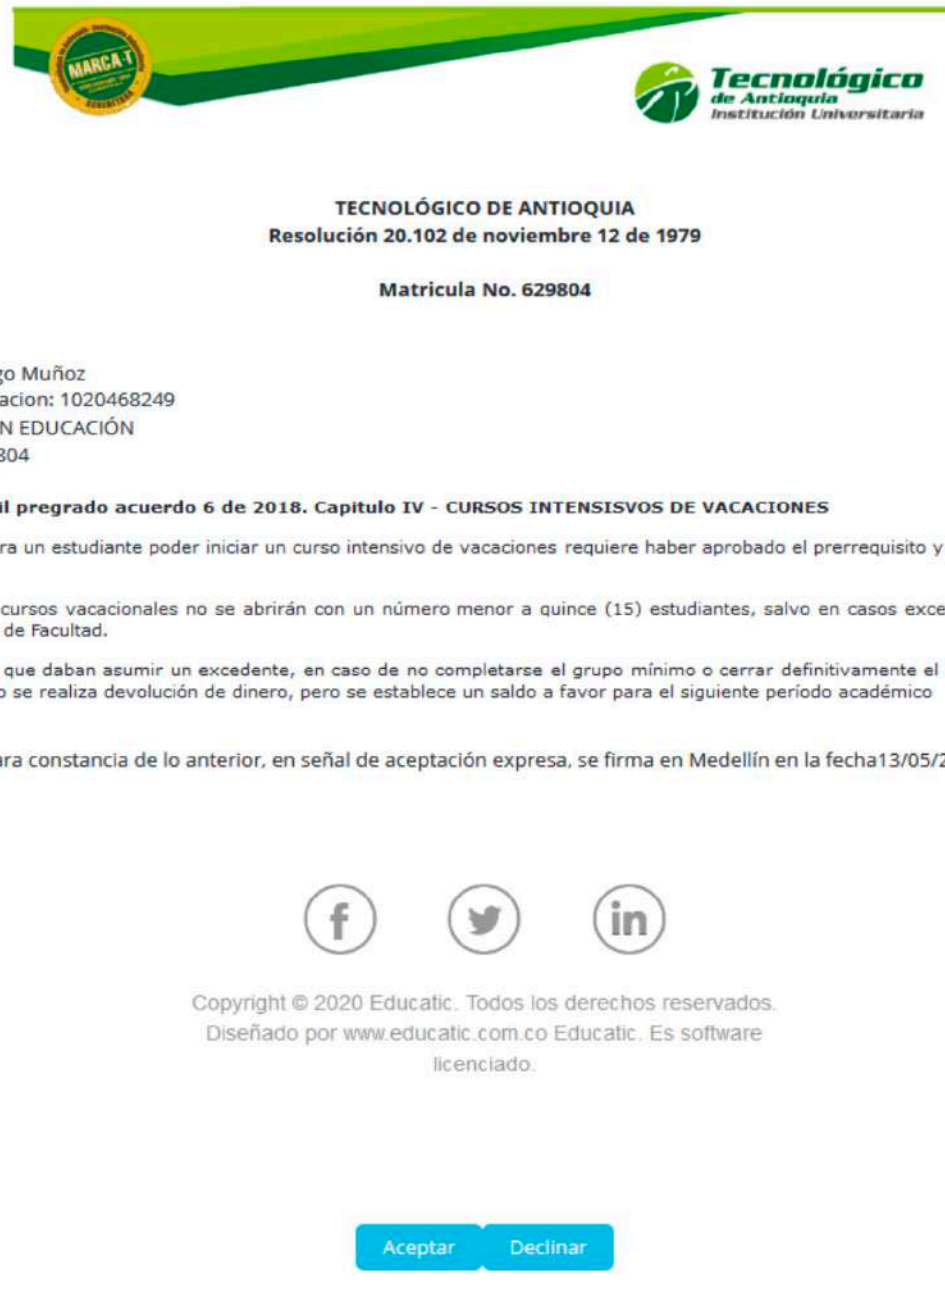 MARCA-T
Tecnológico
de Antioquia
Institución Universitaria
TECNOLÓGICO DE ANTIOQUIA
Resolución 20.102 de noviembre 12 de 1979
Matricula No. 629804
go Muñoz
acion: 1020468249
N EDUCACIÓN
804
il pregrado acuerdo 6 de 2018. Capitulo IV - CURSOS INTENSISVOS DE VACACIONES
ra un estudiante poder iniciar un curso intensivo de vacaciones requiere haber aprobado el prerrequisito y
cursos vacacionales no se abrirán con un número menor a quince (15) estudiantes, salvo en casos exce
de Facultad.
que daban asumir un excedente, en caso de no completarse el grupo mínimo o cerrar definitivamente el
o se realiza devolución de dinero, pero se establece un saldo a favor para el siguiente período académico
ara constancia de lo anterior, en señal de aceptación expresa, se firma en Medellín en la fecha13/05/2
f
in
Copyright © 2020 Educatic. Todos los derechos reservados.
Diseñado por www.educatic.com.co Educatic. Es software
licenciado.
Aceptar Declinar